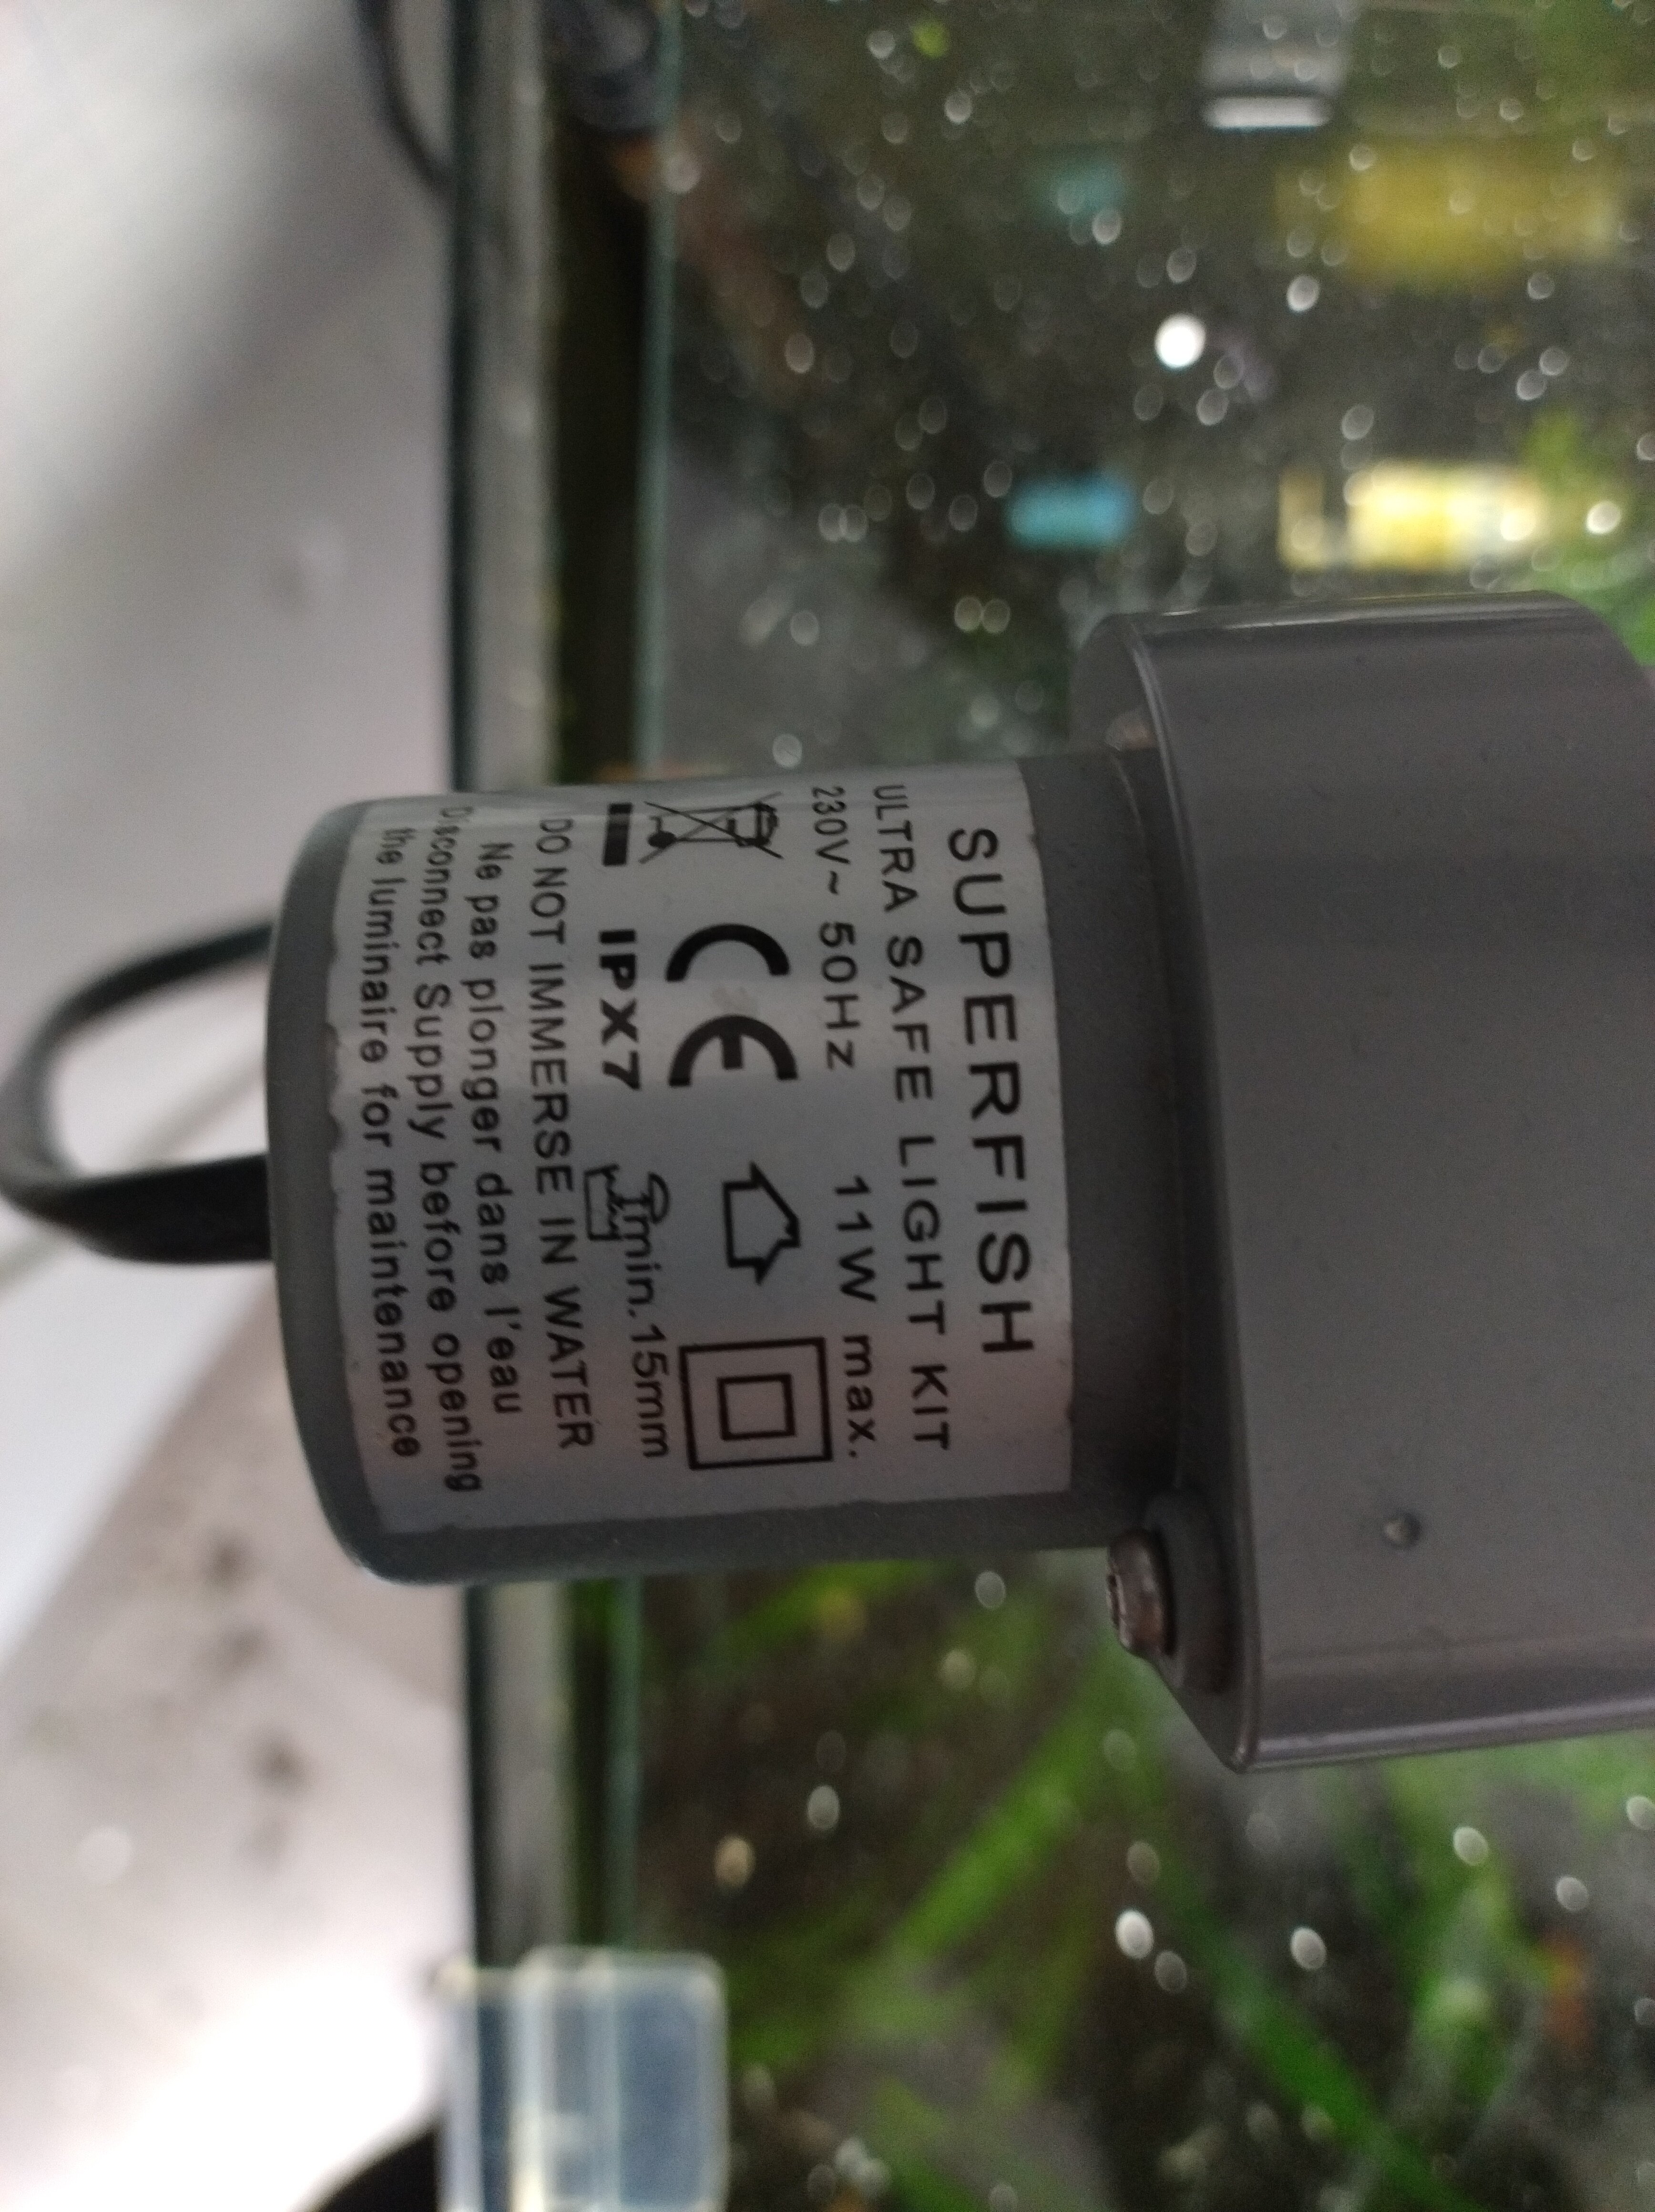 SUPERFISH
ULTRA SAFE LIGHT KIT
230V~ 50Hz 11W max.
CE
IPX7 min.15mm
DO NOT IMMERSE IN WATER
Ne pas plonger dans l'eau
Disconnect Supply before opening
the luminaire for maintenance